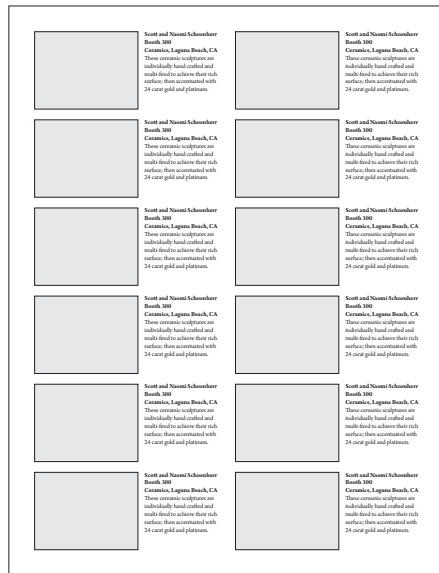 Scott and Naomi Schoenherr
Booth 300
Ceramics, Laguna Beach, CA
These ceramic sculptures are
individually hand crafted and
multi-fired to achieve their rich
surface; then accentuated with
24 carat gold and platinum.
Scott and Naomi Schoenherr
Booth 300
Ceramics, Laguna Beach, CA
These ceramic sculptures are
individually hand crafted and
multi-fired to achieve their rich
surface; then accentuated with
24 carat gold and platinum.
Scott and Naomi Schoenherr
Booth 300
Ceramics, Laguna Beach, CA
These ceramic sculptures are
individually hand crafted and
multi-fired to achieve their rich
surface; then accentuated with
24 carat gold and platinum.
Scott and Naomi Schoenherr
Booth 300
Ceramics, Laguna Beach, CA
These ceramic sculptures are
individually hand crafted and
multi-fired to achieve their rich
surface; then accentuated with
24 carat gold and platinum.
Scott and Naomi Schoenherr
Booth 300
Ceramics, Laguna Beach, CA
These ceramic sculptures are
individually hand crafted and
multi-fired to achieve their rich
surface; then accentuated with
24 carat gold and platinum.
Scott and Naomi Schoenherr
Booth 300
Ceramics, Laguna Beach, CA
These ceramic sculptures are
individually hand crafted and
multi-fired to achieve their rich
surface; then accentuated with
24 carat gold and platinum.
Scott and Naomi Schoenherr
Booth 300
Ceramics, Laguna Beach, CA
These ceramic sculptures are
individually hand crafted and
multi-fired to achieve their rich
surface; then accentuated with
24 carat gold and platinum.
Scott and Naomi Schoenherr
Booth 300
Ceramics, Laguna Beach, CA
These ceramic sculptures are
individually hand crafted and
multi-fired to achieve their rich
surface; then accentuated with
24 carat gold and platinum.
Scott and Naomi Schoenherr
Booth 300
Ceramics, Laguna Beach, CA
These ceramic sculptures are
individually hand crafted and
multi-fired to achieve their rich
surface; then accentuated with
24 carat gold and platinum.
Scott and Naomi Schoenherr
Booth 300
Ceramics, Laguna Beach, CA
These ceramic sculptures are
individually hand crafted and
multi-fired to achieve their rich
surface; then accentuated with
24 carat gold and platinum.
Scott and Naomi Schoenherr
Booth 300
Ceramics, Laguna Beach, CA
These ceramic sculptures are
individually hand crafted and
multi-fired to achieve their rich
surface; then accentuated with
24 carat gold and platinum.
Scott and Naomi Schoenherr
Booth 300
Ceramics, Laguna Beach, CA
These ceramic sculptures are
individually hand crafted and
multi-fired to achieve their rich
surface; then accentuated with
24 carat gold and platinum.